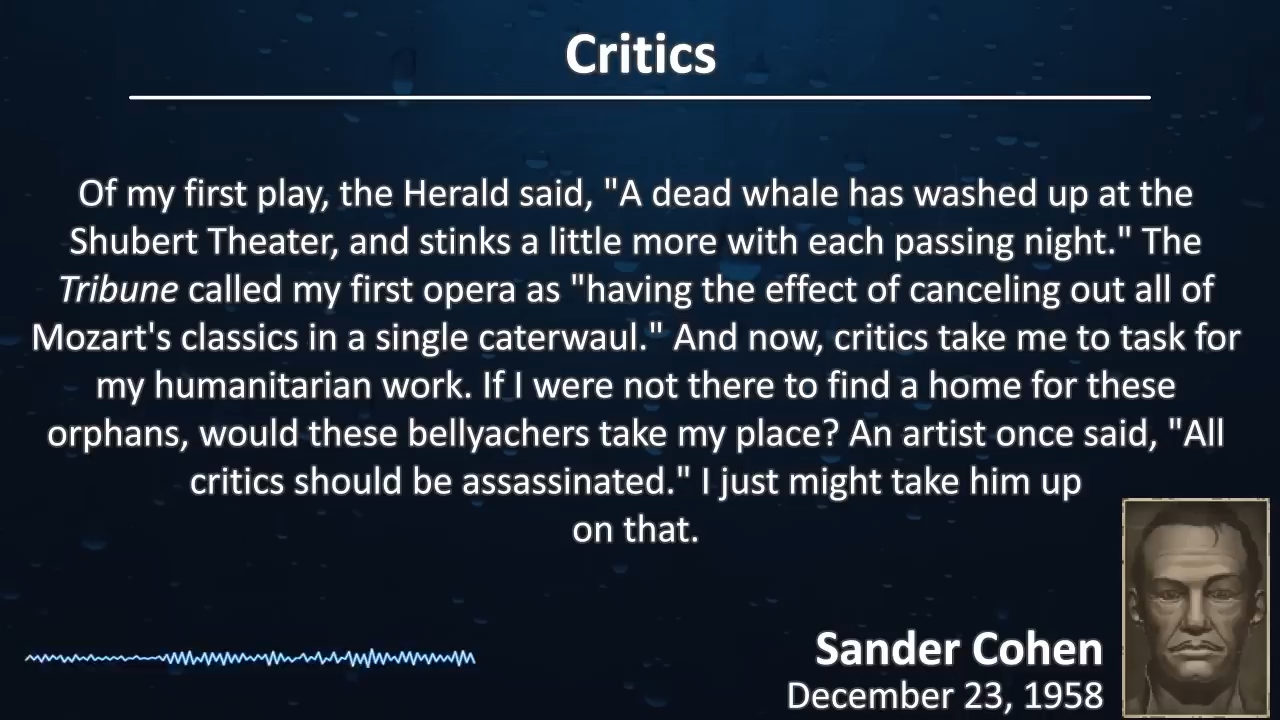 Critics
Of my first play, the Herald said, "A dead whale has washed up at the
Shubert Theater, and stinks a little more with each passing night." The
Tribune called my first opera as "having the effect of canceling out all of
Mozart's classics in a single caterwaul." And now, critics take me to task for
my humanitarian work. If I were not there to find a home for these
orphans, would these bellyachers take my place? An artist once said, "All
critics should be assassinated." I just might take him up
on that.
Sander Cohen
December 23, 1958